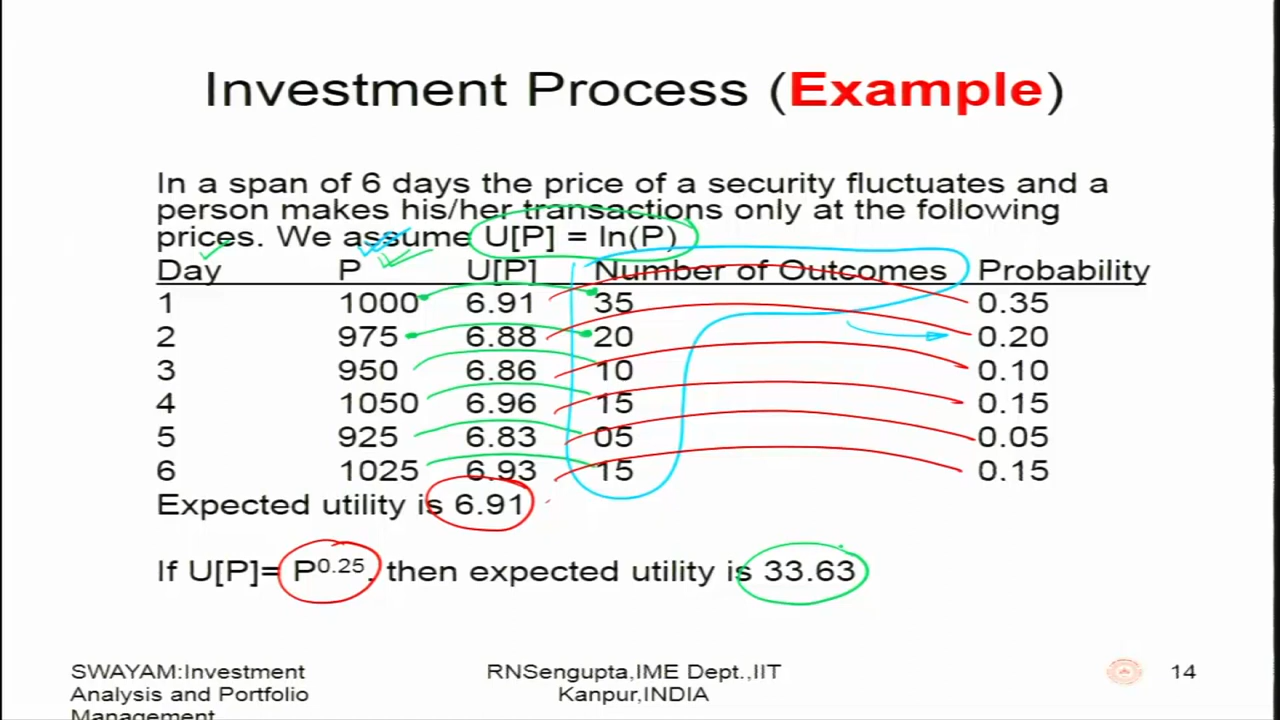 Investment Process (Example)
In a span of 6 days the price of a security fluctuates and a
person makes his/her transactions only at the following
prices. We assume U[P] = ln(P)
Day P U[P] Number of Outcomes Probability
1 1000 6.91 35 0.35
2 975 6.88 20 0.20
3 950 6.86 10 0.10
4 1050 6.96 15 0.15
5 925 6.83 05 0.05
6 1025 6.93 15 0.15
Expected utility is 6.91
If U[P]= P^0.25, then expected utility is 33.63
SWAYAM:Investment
Analysis and Portfolio
Management
RNSengupta,IME Dept.,IIT
Kanpur,INDIA
14